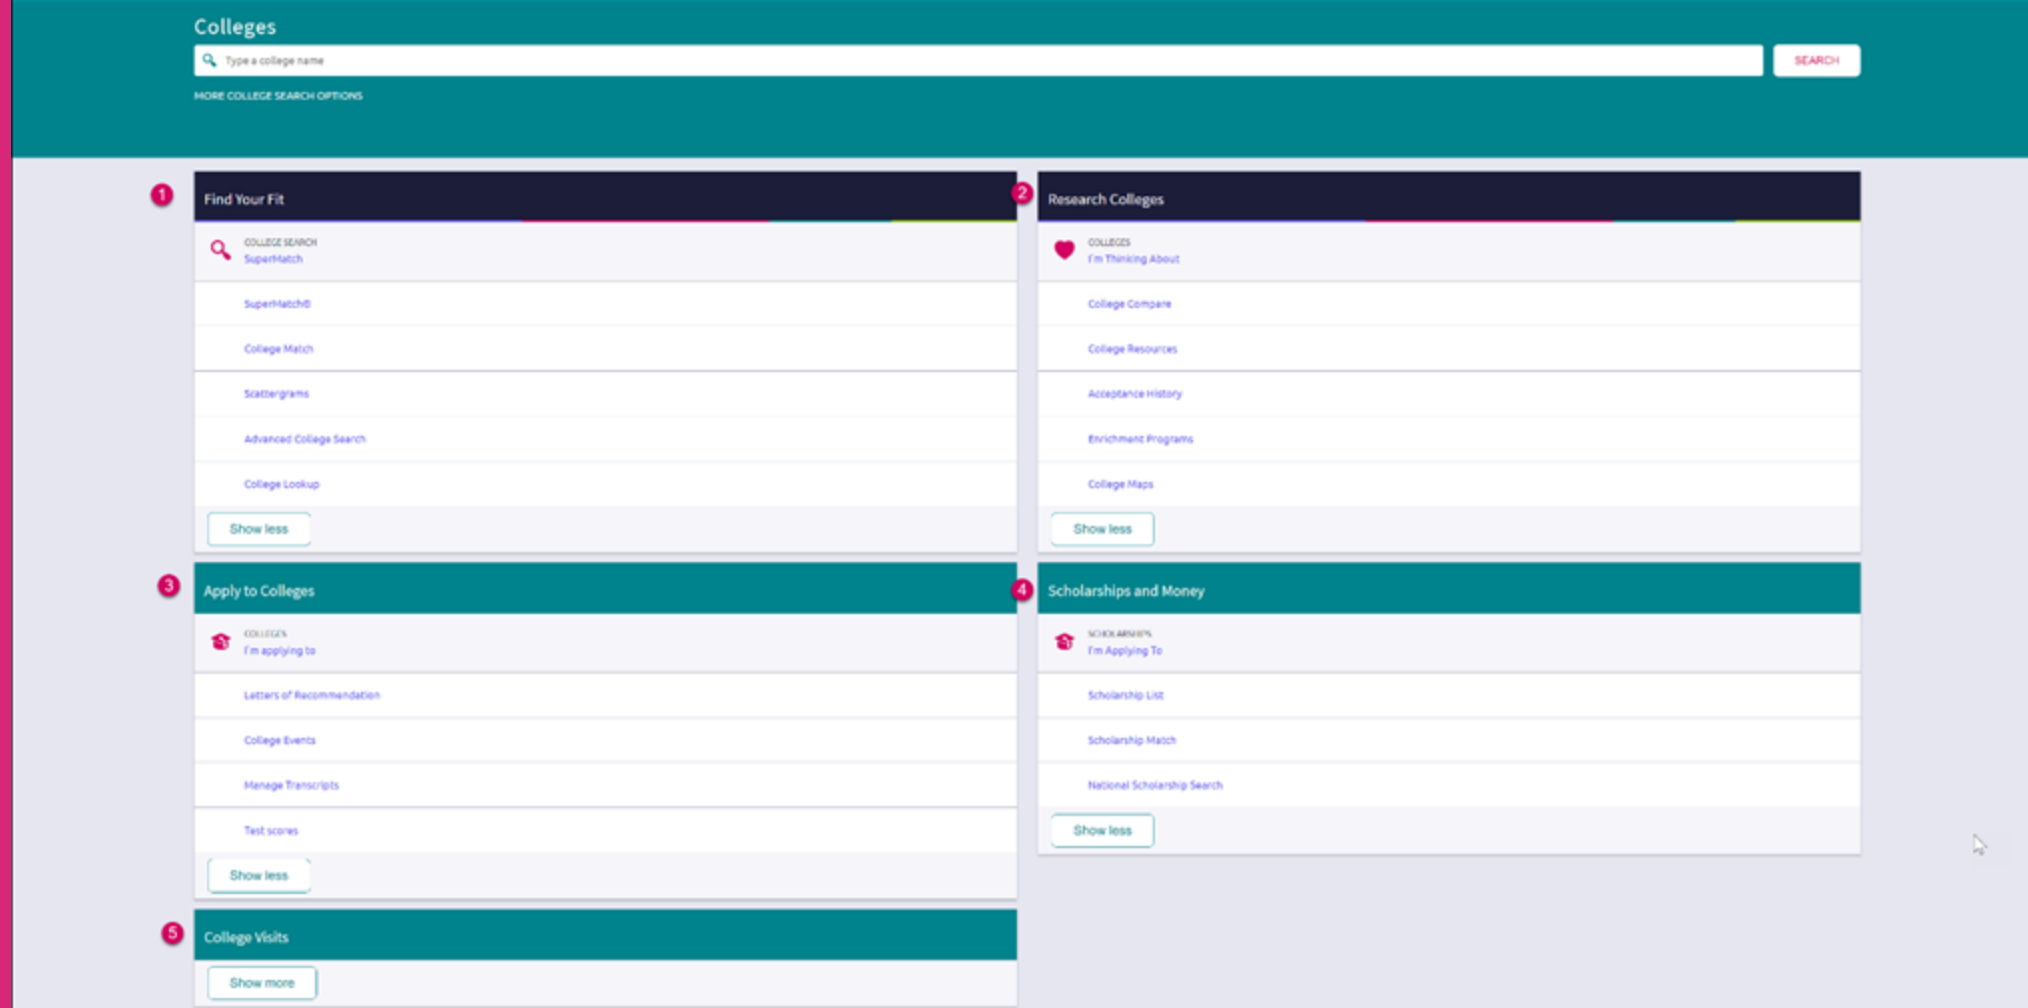 Colleges
Type a college name
SEARCH
MORE COLLEGE SEARCH OPTIONS
1
Find Your Fit
COLLEGE SEARCH
SuperMatch
SuperMatch®
College Match
Scattergrams
Advanced College Search
College Lookup
Show less
2
Research Colleges
COLLEGES
I'm Thinking About
College Compare
College Resources
Acceptance History
Enrichment Programs
College Maps
Show less
3
Apply to Colleges
COLLEGES
I'm applying to
Letters of Recommendation
College Events
Manage Transcripts
Test scores
Show less
4
Scholarships and Money
SCHOLARSHIPS
I'm Applying To
Scholarship List
Scholarship Match
National Scholarship Search
Show less
5
College Visits
Show more